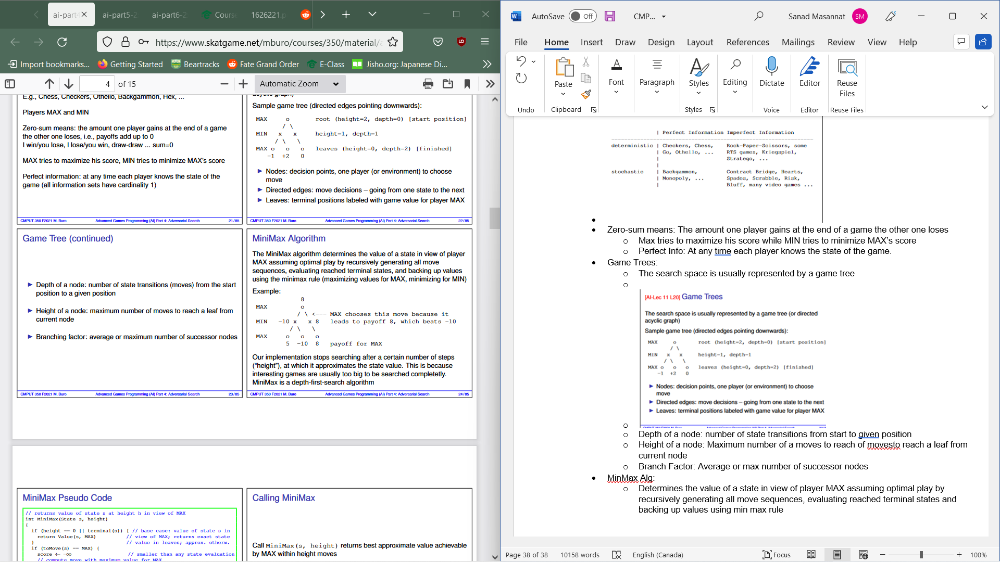 ai-part4
ai-part5-2
ai-part6-2
Course
1626221.p
https://www.skatgame.net/mburo/courses/350/material/
Import bookmarks...
Getting Started
Beartracks
Fate Grand Order
E-Class
Jisho.org: Japanese Di...
4 of 15
Automatic Zoom
E.g., Chess, Checkers, Othello, Backgammon, Hex, ...
Players MAX and MIN
Zero-sum means: the amount one player gains at the end of a game
the other one loses, i.e., payoffs add up to 0
I win/you lose, I lose/you win, draw-draw ... sum=0
MAX tries to maximize his score, MIN tries to minimize MAX's score
Perfect information: at any time each player knows the state of the
game (all information sets have cardinality 1)
CMPUT 350 F2021 M. Buro Advanced Games Programming (AI) Part 4: Adversarial Search 21/85
acyclic graph)
Sample game tree (directed edges pointing downwards):
MAX o root (height=2, depth=0) [start position]
/ \
MIN x x height=1, depth=1
/ \ \
MAX o o o leaves (height=0, depth=2) [finished]
-1 +2 0
► Nodes: decision points, one player (or environment) to choose
move
► Directed edges: move decisions – going from one state to the next
► Leaves: terminal positions labeled with game value for player MAX
CMPUT 350 F2021 M. Buro Advanced Games Programming (AI) Part 4: Adversarial Search 22/85
Game Tree (continued)
► Depth of a node: number of state transitions (moves) from the start
position to a given position
► Height of a node: maximum number of moves to reach a leaf from
current node
► Branching factor: average or maximum number of successor nodes
CMPUT 350 F2021 M. Buro Advanced Games Programming (AI) Part 4: Adversarial Search 23/85
MiniMax Algorithm
The MiniMax algorithm determines the value of a state in view of player
MAX assuming optimal play by recursively generating all move
sequences, evaluating reached terminal states, and backing up values
using the minimax rule (maximizing values for MAX, minimizing for MIN)
Example:
8
MAX o
/ \ <--- MAX chooses this move because it
MIN -10 x x 8 leads to payoff 8, which beats -10
/ \ \
MAX o o o
5 -10 8 payoff for MAX
Our implementation stops searching after a certain number of steps
("height"), at which it approximates the state value. This is because
interesting games are usually too big to be searched completetly.
MiniMax is a depth-first-search algorithm
CMPUT 350 F2021 M. Buro Advanced Games Programming (AI) Part 4: Adversarial Search 24/85
MiniMax Pseudo Code
// returns value of state s at height h in view of MAX
int MiniMax(State s, height)
{
if (height == 0 || terminal(s)) { // base case: value of state s in
return Value(s, MAX) // view of MAX; returns exact state
} // value in leaves; approx. otherw.
if (toMove(s) == MAX) {
score ← -∞ // smaller than any state evaluation
// compute move with maximum value for MAX
Calling MiniMax
Call MiniMax(s, height) returns best approximate value achievable
by MAX within height moves
AutoSave Off
CMP...
Sanad Masannat SM
File Home Insert Draw Design Layout References Mailings Review View Help
Paste
Font
Paragraph
Styles
Editing
Dictate
Editor
Reuse
Files
Undo
Clipboard
Styles
Voice
Editor
Reuse Files
| Perfect Information Imperfect Information
deterministic | Checkers, Chess, Rock-Paper-Scissors, some
| Go, Othello, ... RTS games, Kriegspiel,
| Stratego, ...
|
stochastic | Backgammon, Contract Bridge, Hearts,
| Monopoly, ... Spades, Scrabble, Risk,
| Bluff, many video games ...
•
• Zero-sum means: The amount one player gains at the end of a game the other one loses
o Max tries to maximize his score while MIN tries to minimize MAX's score
o Perfect Info: At any time each player knows the state of the game.
• Game Trees:
o The search space is usually represented by a game tree
o
[AI-Lec 11 L20] Game Trees
The search space is usually represented by a game tree (or directed
acyclic graph)
Sample game tree (directed edges pointing downwards):
MAX o root (height=2, depth=0) [start position]
/ \
MIN x x height=1, depth=1
/ \ \
MAX o o o leaves (height=0, depth=2) [finished]
-1 +2 0
► Nodes: decision points, one player (or environment) to choose
move
► Directed edges: move decisions – going from one state to the next
► Leaves: terminal positions labeled with game value for player MAX
o
o Depth of a node: number of state transitions from start to given position
o Height of a node: Maximum number of a moves to reach of movesto reach a leaf from
current node
o Branch Factor: Average or max number of successor nodes
• MinMax Alg:
o Determines the value of a state in view of player MAX assuming optimal play by
recursively generating all move sequences, evaluating reached terminal states and
backing up values using min max rule
Page 38 of 38
10158 words
English (Canada)
Focus
100%